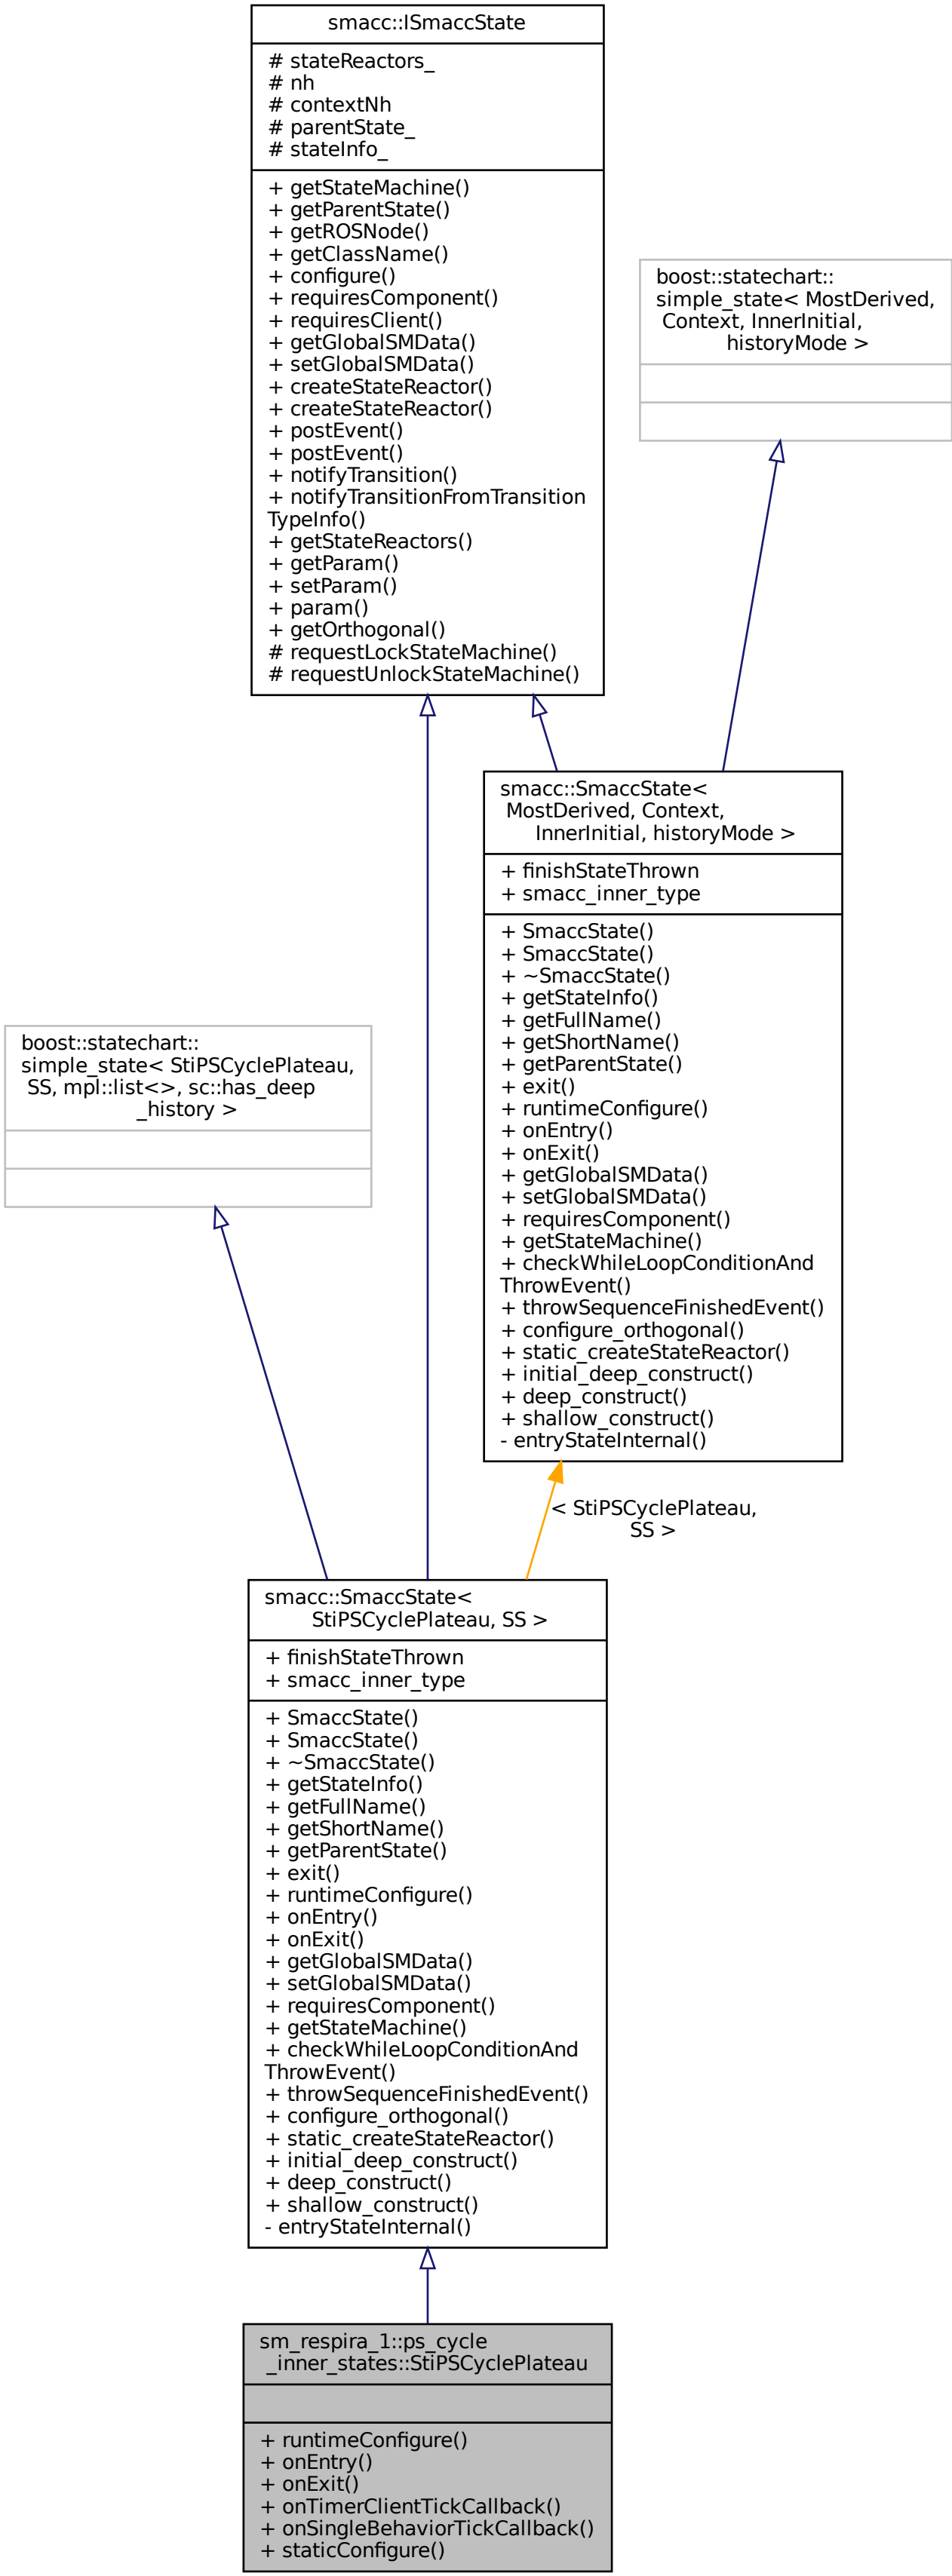 smacc::ISmaccState
# stateReactors_
# nh
# contextNh
# parentState_
# stateInfo_
+ getStateMachine()
+ getParentState()
+ getROSNode()
+ getClassName()
+ configure()
+ requiresComponent()
+ requiresClient()
+ getGlobalSMData()
+ setGlobalSMData()
+ createStateReactor()
+ createStateReactor()
+ postEvent()
+ postEvent()
+ notifyTransition()
+ notifyTransitionFromTransition
TypeInfo()
+ getStateReactors()
+ getParam()
+ setParam()
+ param()
+ getOrthogonal()
# requestLockStateMachine()
# requestUnlockStateMachine()
boost::statechart::
simple_state< MostDerived,
Context, InnerInitial,
historyMode >
smacc::SmaccState<
MostDerived, Context,
InnerInitial, historyMode >
+ finishStateThrown
+ smacc_inner_type
+ SmaccState()
+ SmaccState()
+ ~SmaccState()
+ getStateInfo()
+ getFullName()
+ getShortName()
+ getParentState()
+ exit()
+ runtimeConfigure()
+ onEntry()
+ onExit()
+ getGlobalSMData()
+ setGlobalSMData()
+ requiresComponent()
+ getStateMachine()
+ checkWhileLoopConditionAnd
ThrowEvent()
+ throwSequenceFinishedEvent()
+ configure_orthogonal()
+ static_createStateReactor()
+ initial_deep_construct()
+ deep_construct()
+ shallow_construct()
- entryStateInternal()
boost::statechart::
simple_state< StiPSCyclePlateau,
SS, mpl::list<>, sc::has_deep
_history >
< StiPSCyclePlateau,
SS >
smacc::SmaccState<
StiPSCyclePlateau, SS >
+ finishStateThrown
+ smacc_inner_type
+ SmaccState()
+ SmaccState()
+ ~SmaccState()
+ getStateInfo()
+ getFullName()
+ getShortName()
+ getParentState()
+ exit()
+ runtimeConfigure()
+ onEntry()
+ onExit()
+ getGlobalSMData()
+ setGlobalSMData()
+ requiresComponent()
+ getStateMachine()
+ checkWhileLoopConditionAnd
ThrowEvent()
+ throwSequenceFinishedEvent()
+ configure_orthogonal()
+ static_createStateReactor()
+ initial_deep_construct()
+ deep_construct()
+ shallow_construct()
- entryStateInternal()
sm_respira_1::ps_cycle
_inner_states::StiPSCyclePlateau
+ runtimeConfigure()
+ onEntry()
+ onExit()
+ onTimerClientTickCallback()
+ onSingleBehaviorTickCallback()
+ staticConfigure()